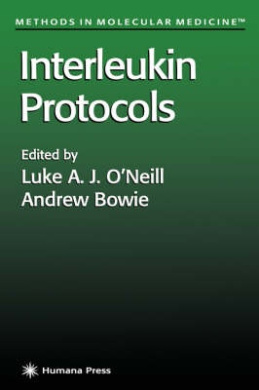 METHODS IN MOLECULAR MEDICINE™
Interleukin
Protocols
Edited by
Luke A. J. O'Neill
Andrew Bowie
Humana Press